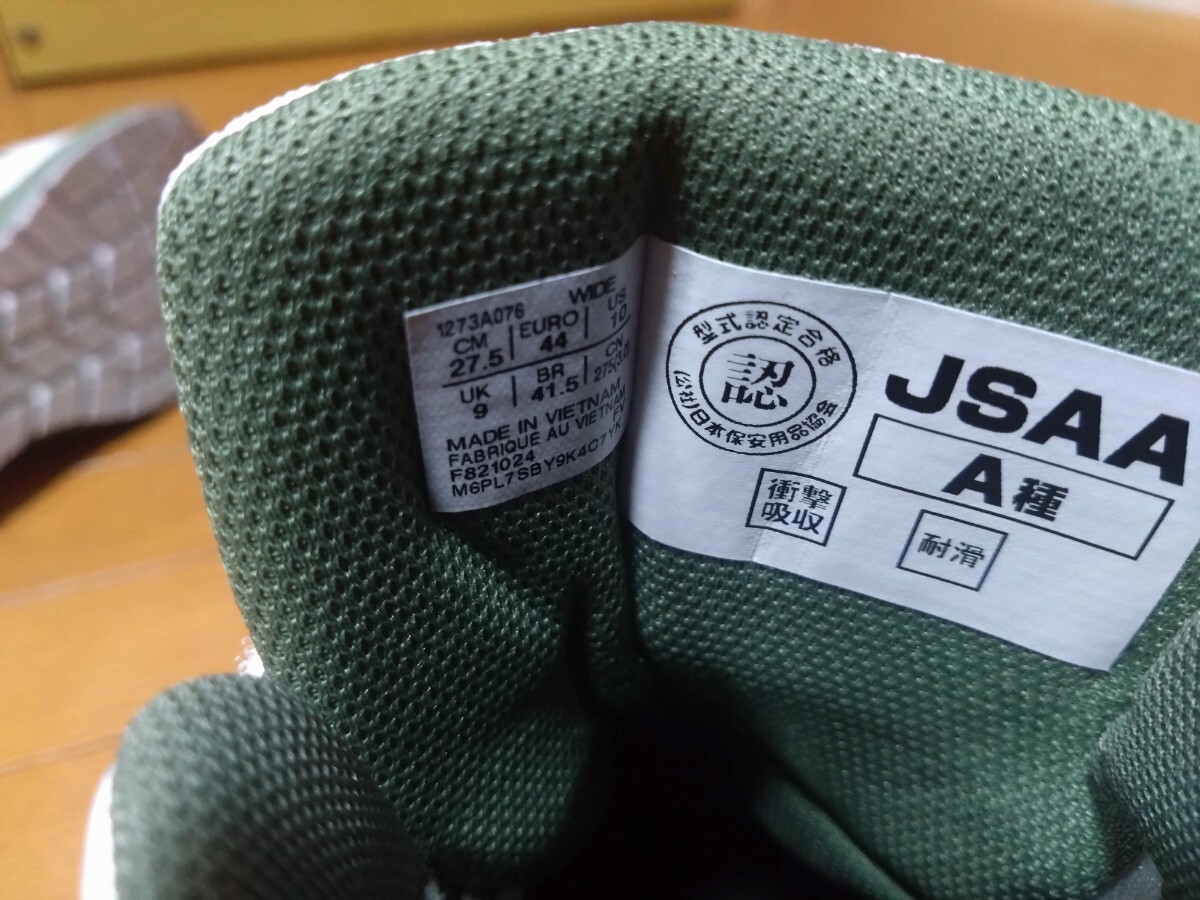 1273A076 WIDE
CM 27.5 EURO 44 US 10
UK 9 BR 41.5 CN 275(3.0)
MADE IN VIETNAM
FABRIQUE AU VIETNAM
F821024 FV
M6PL7SBY9K4C7YK
型式認定合格
認
(公社)日本保安用品協会
JSAA
A種
衝撃
吸収
耐滑